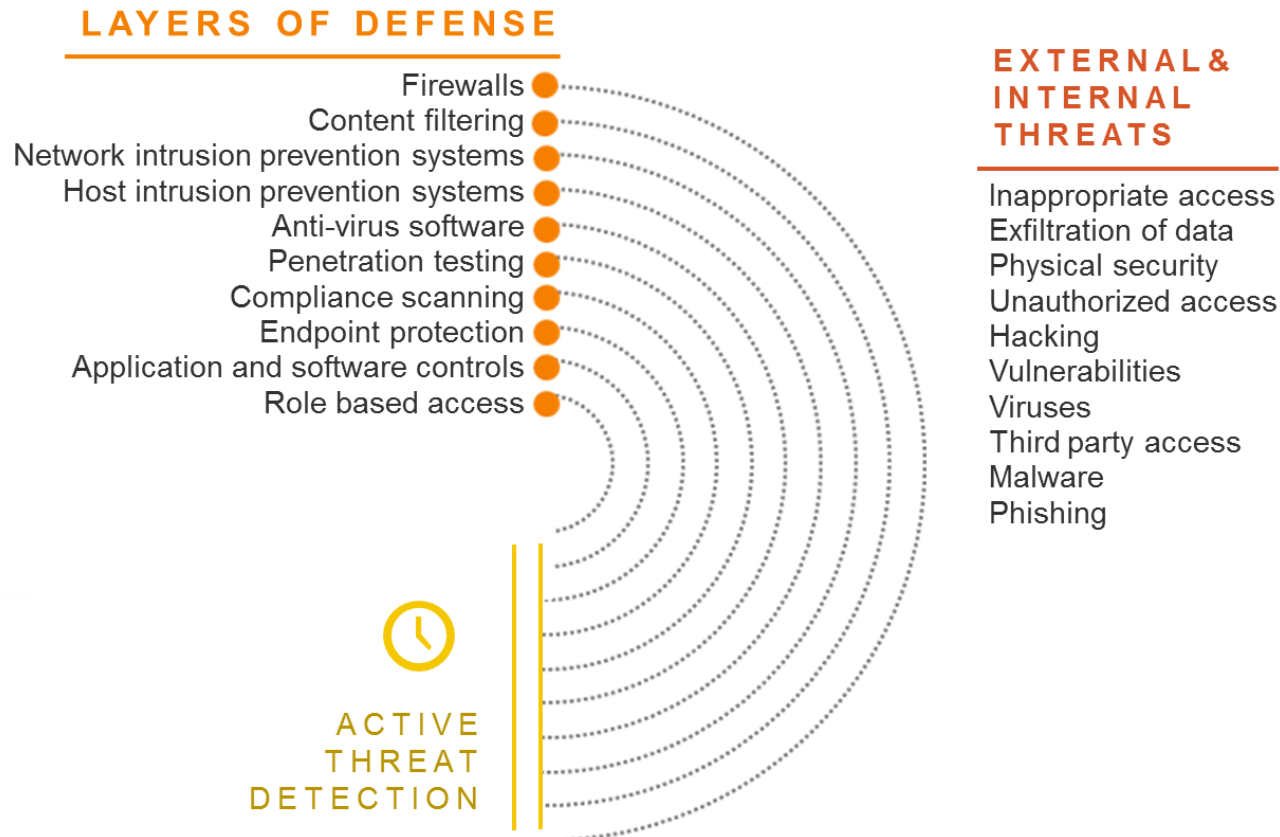 LAYERS OF DEFENSE
Firewalls
Content filtering
Network intrusion prevention systems
Host intrusion prevention systems
Anti-virus software
Penetration testing
Compliance scanning
Endpoint protection
Application and software controls
Role based access
ACTIVE
THREAT
DETECTION
EXTERNAL &
INTERNAL
THREATS
Inappropriate access
Exfiltration of data
Physical security
Unauthorized access
Hacking
Vulnerabilities
Viruses
Third party access
Malware
Phishing